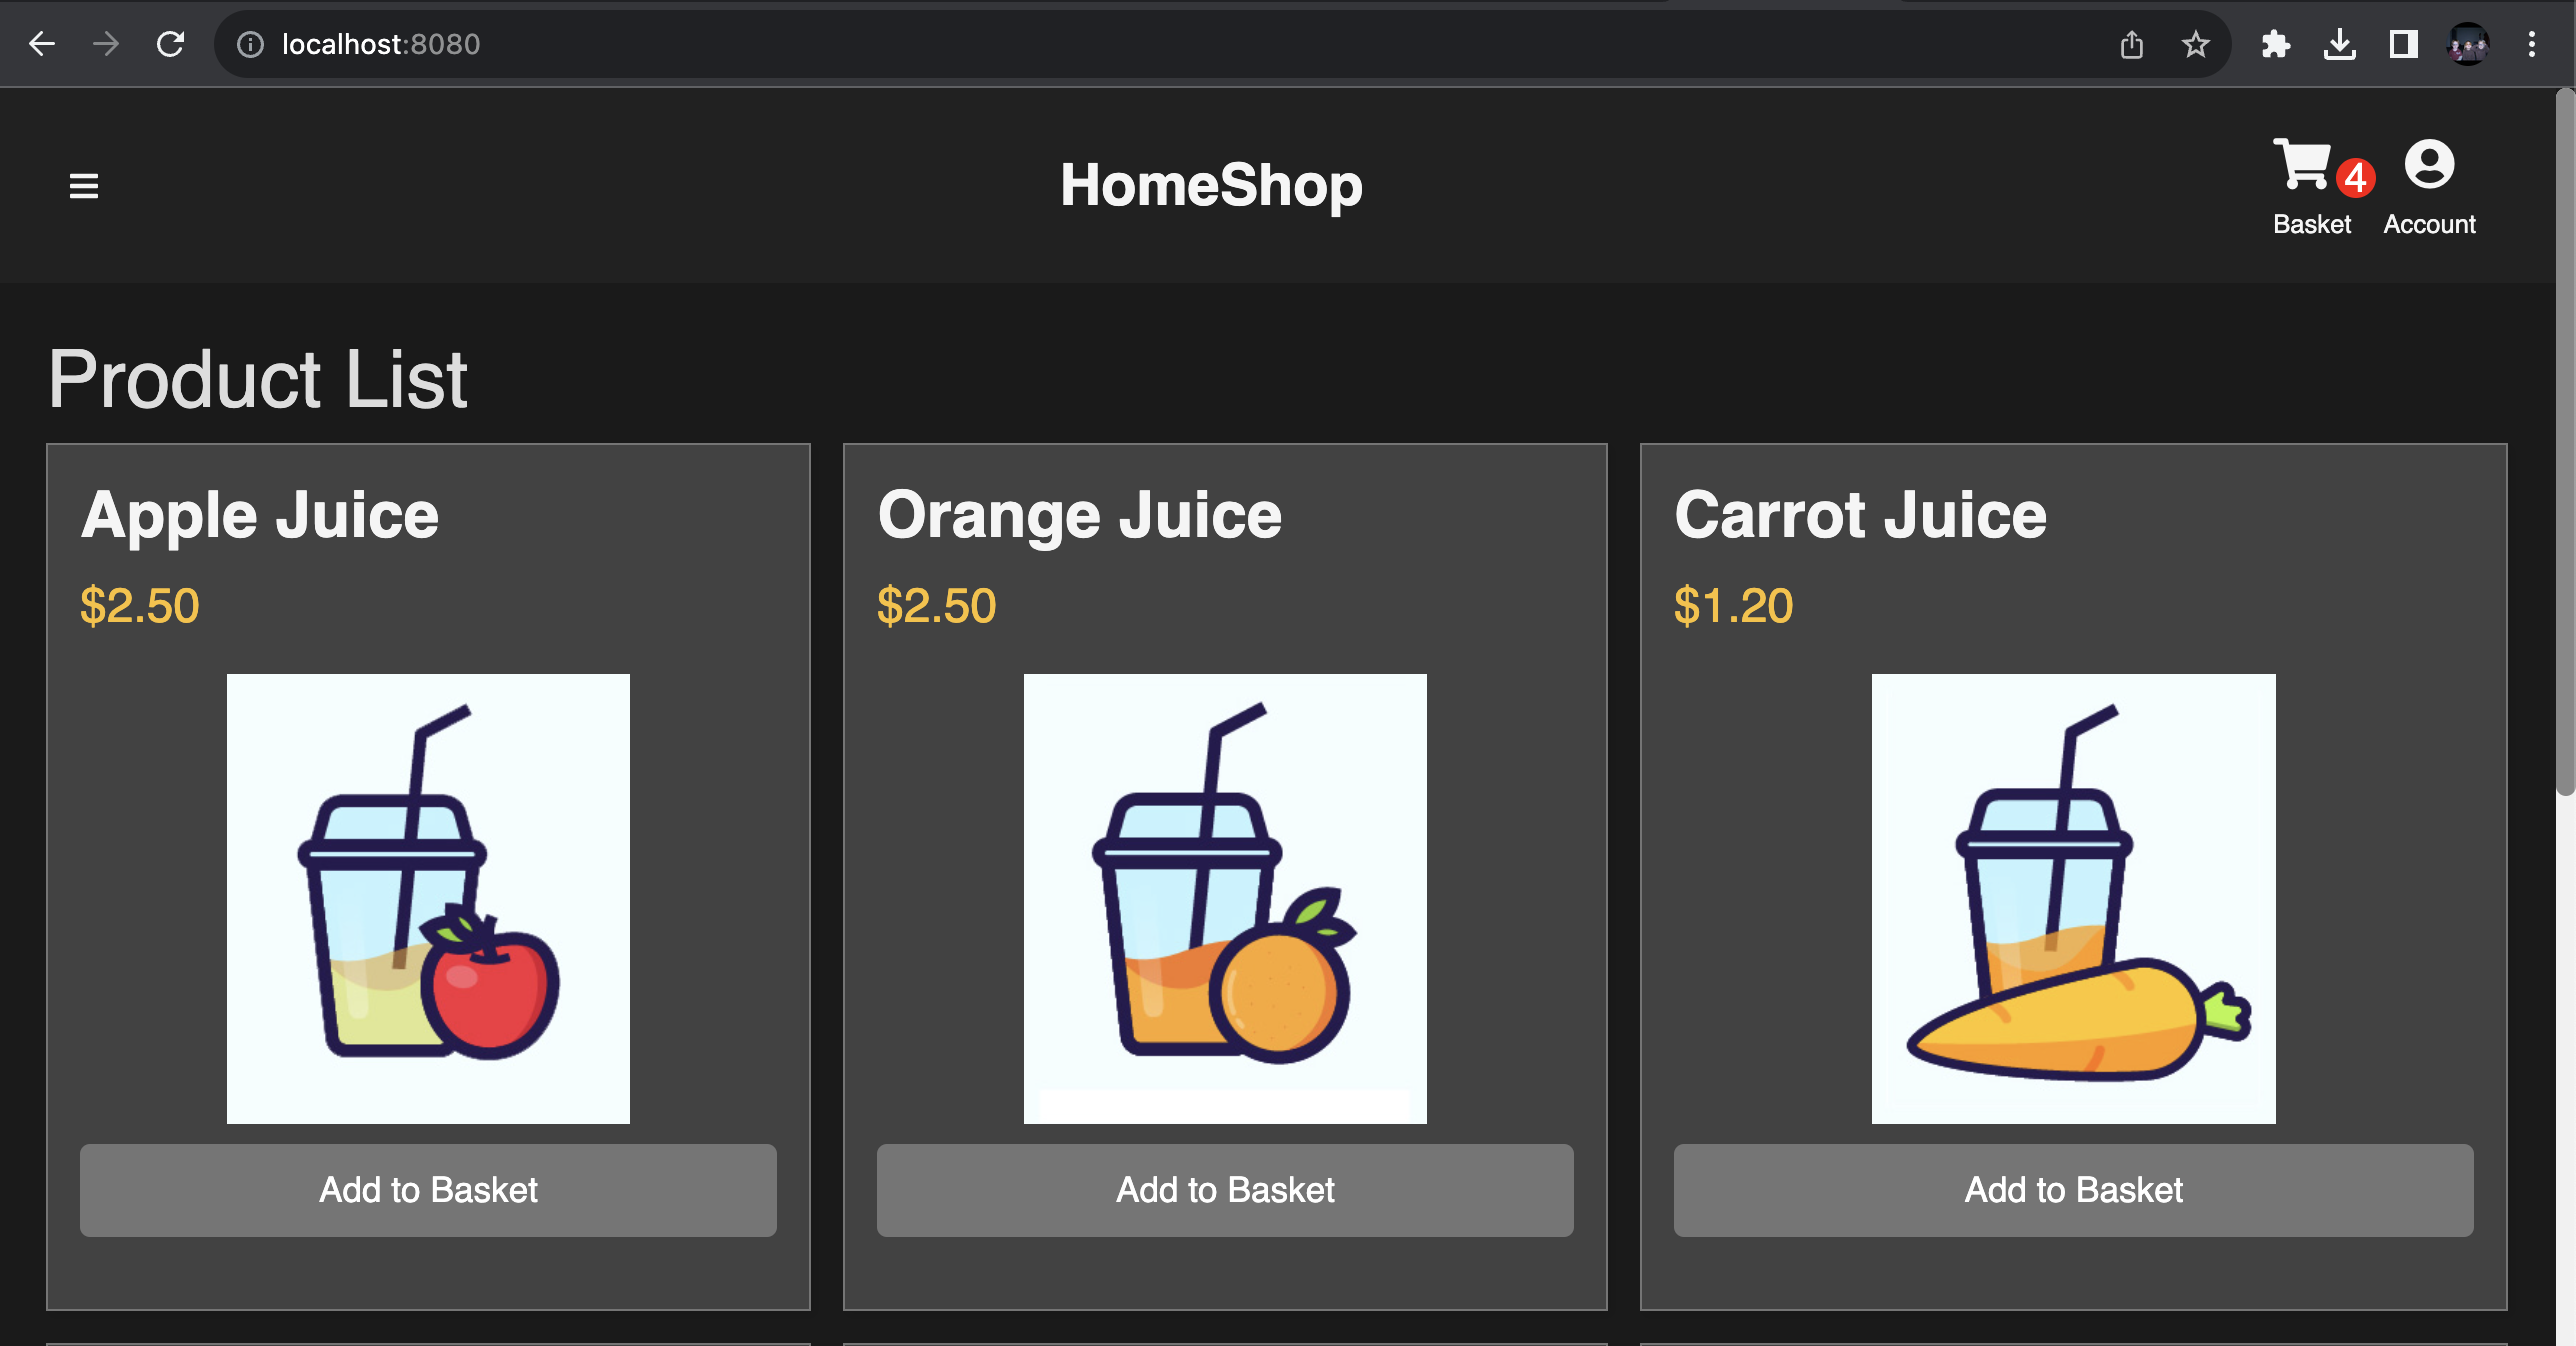 localhost:8080
HomeShop
4
Basket
Account
Product List
Apple Juice
$2.50
Add to Basket
Orange Juice
$2.50
Add to Basket
Carrot Juice
$1.20
Add to Basket